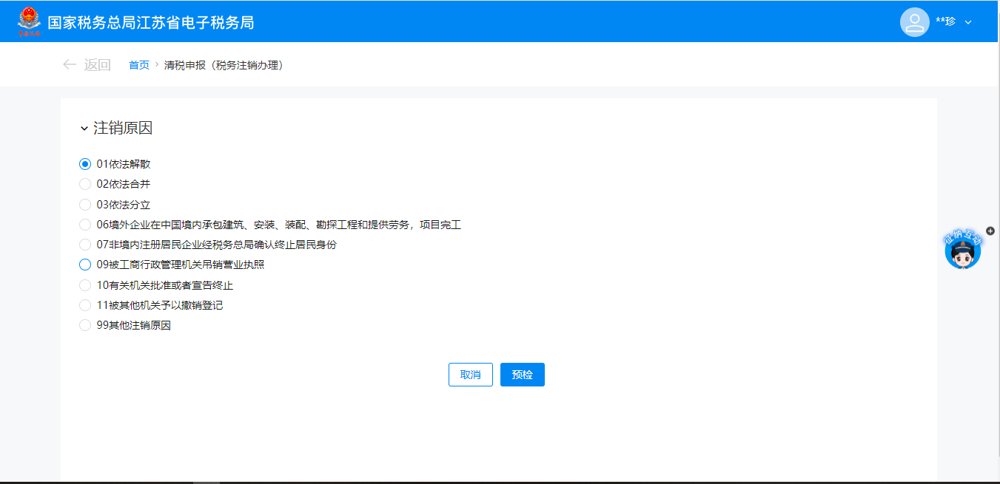 国家税务总局江苏省电子税务局
**珍
返回 首页 清税申报（税务注销办理）
注销原因
01依法解散
02依法合并
03依法分立
06境外企业在中国境内承包建筑、安装、装配、勘探工程和提供劳务，项目完工
07非境内注册居民企业经税务总局确认终止居民身份
09被工商行政管理机关吊销营业执照
10有关机关批准或者宣告终止
11被其他机关予以撤销登记
99其他注销原因
征纳互动
取消 预检